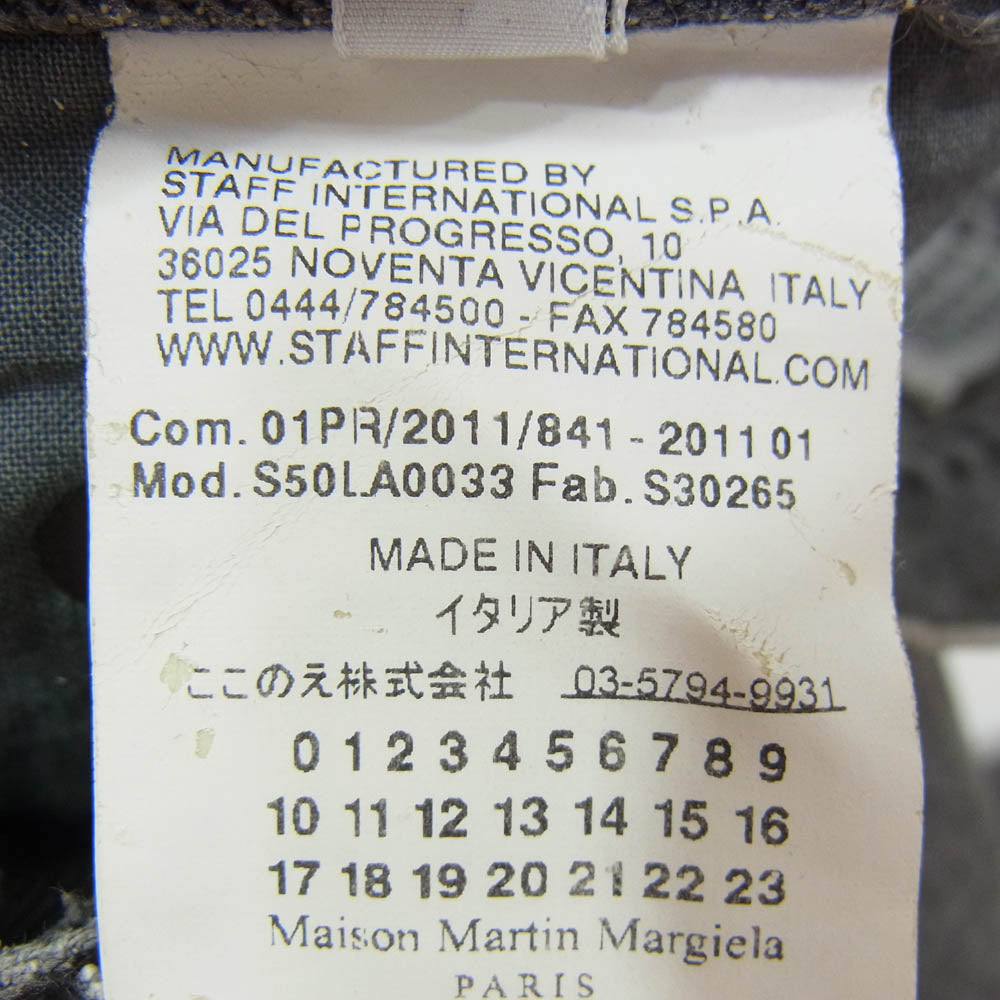 MANUFACTURED BY
STAFF INTERNATIONAL S.P.A.
VIA DEL PROGRESSO, 10
36025 NOVENTA VICENTINA ITALY
TEL 0444/784500 - FAX 784580
WWW.STAFFINTERNATIONAL.COM
Com. 01PR/2011/841 - 2011 01
Mod. S50LA0033 Fab. S30265
MADE IN ITALY
イタリア製
ここのえ株式会社 03-5794-9931
0 1 2 3 4 5 6 7 8 9
10 11 12 13 14 15 16
17 18 19 20 21 22 23
Maison Martin Margiela
PARIS